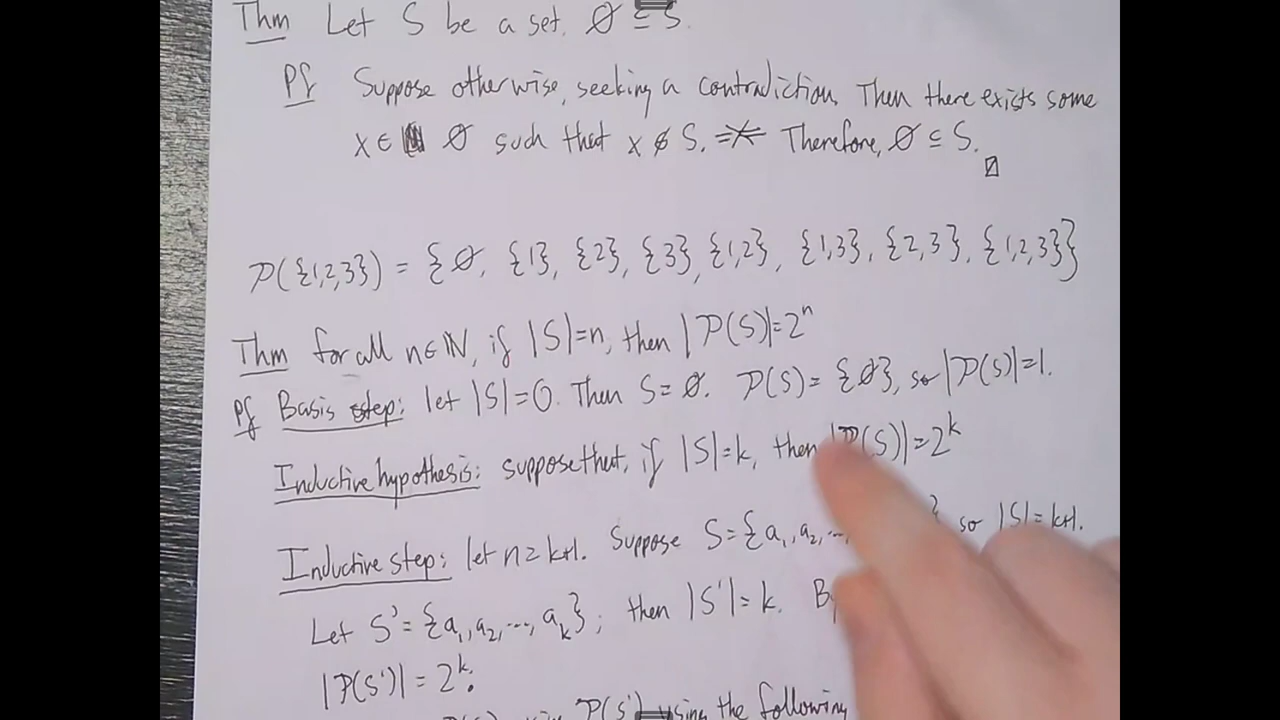 Thm Let S be a set. ∅ ⊆ S.
Pf Suppose otherwise, seeking a contradiction. Then there exists some
x ∈ ∅ such that x ∉ S. ⇒⇐ Therefore, ∅ ⊆ S.
P({1,2,3}) = {∅, {1}, {2}, {3}, {1,2}, {1,3}, {2,3}, {1,2,3}}
Thm for all n∈ℕ, if |S|=n, then |P(S)|=2ⁿ
Pf Basis step: let |S|=0. Then S=∅. P(S)={∅}, so |P(S)|=1.
Inductive hypothesis: suppose that, if |S|=k, then |P(S)|=2ᵏ
Inductive step: let n=k+1. Suppose S={a₁,a₂,..., } so |S|=k+1.
Let S'={a₁,a₂,...,aₖ}; then |S'|=k. By
|P(S')|=2ᵏ.
P(S') using the following